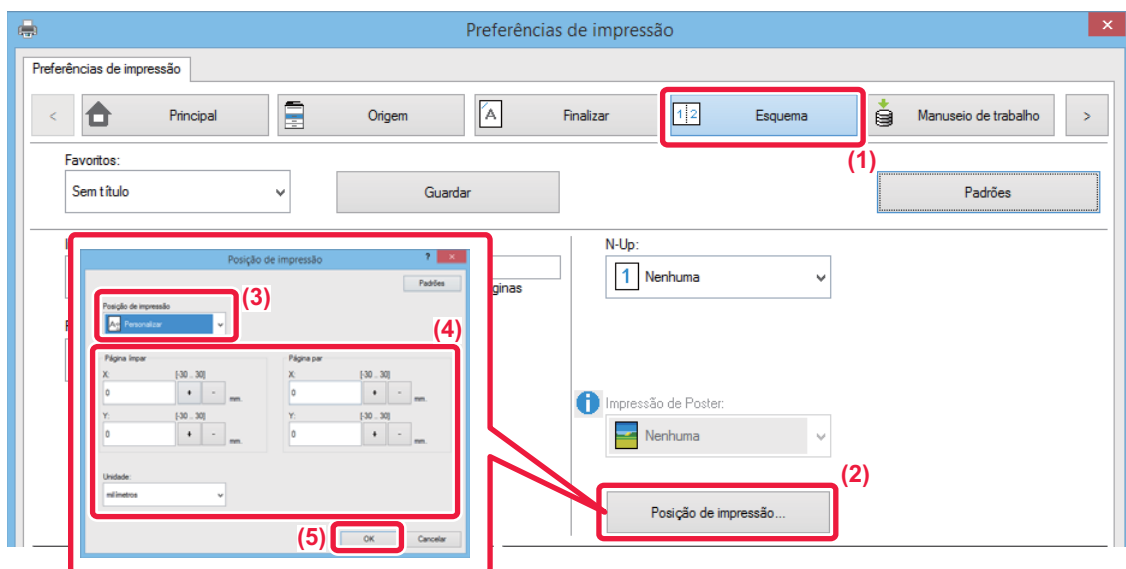 Preferências de impressão
Preferências de impressão
< Principal Origem Finalizar Esquema Manuseio de trabalho >
(1)
Favoritos:
Sem título Guardar Padrões
N-Up:
1 Nenhuma
ginas
Posição de impressão ? ×
Padrões
Posição de impressão
(3)
Personalizar
(4)
Página ímpar Página par
X: [-30 .. 30] X: [-30 .. 30]
0 + - mm. 0 + - mm.
Y: [-30 .. 30] Y: [-30 .. 30]
0 + - mm. 0 + - mm.
Unidade:
milímetros
(5) OK Cancelar
Impressão de Poster:
Nenhuma
(2)
Posição de impressão...